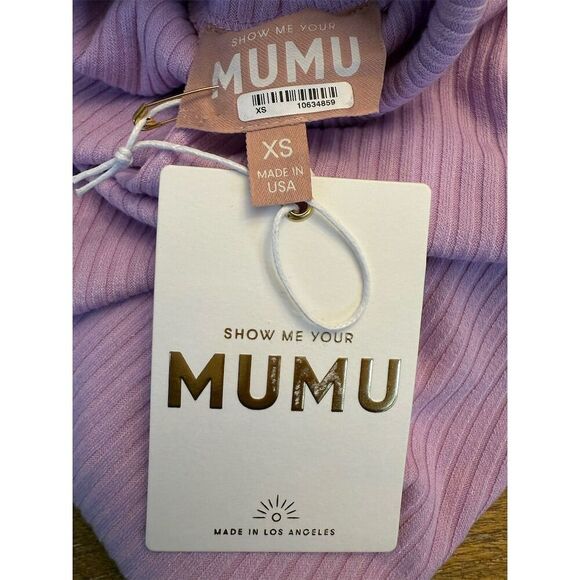 SHOW ME YOUR
MUMU
XS 10634859
XS
MADE IN
USA
SHOW ME YOUR
MUMU
MADE IN LOS ANGELES